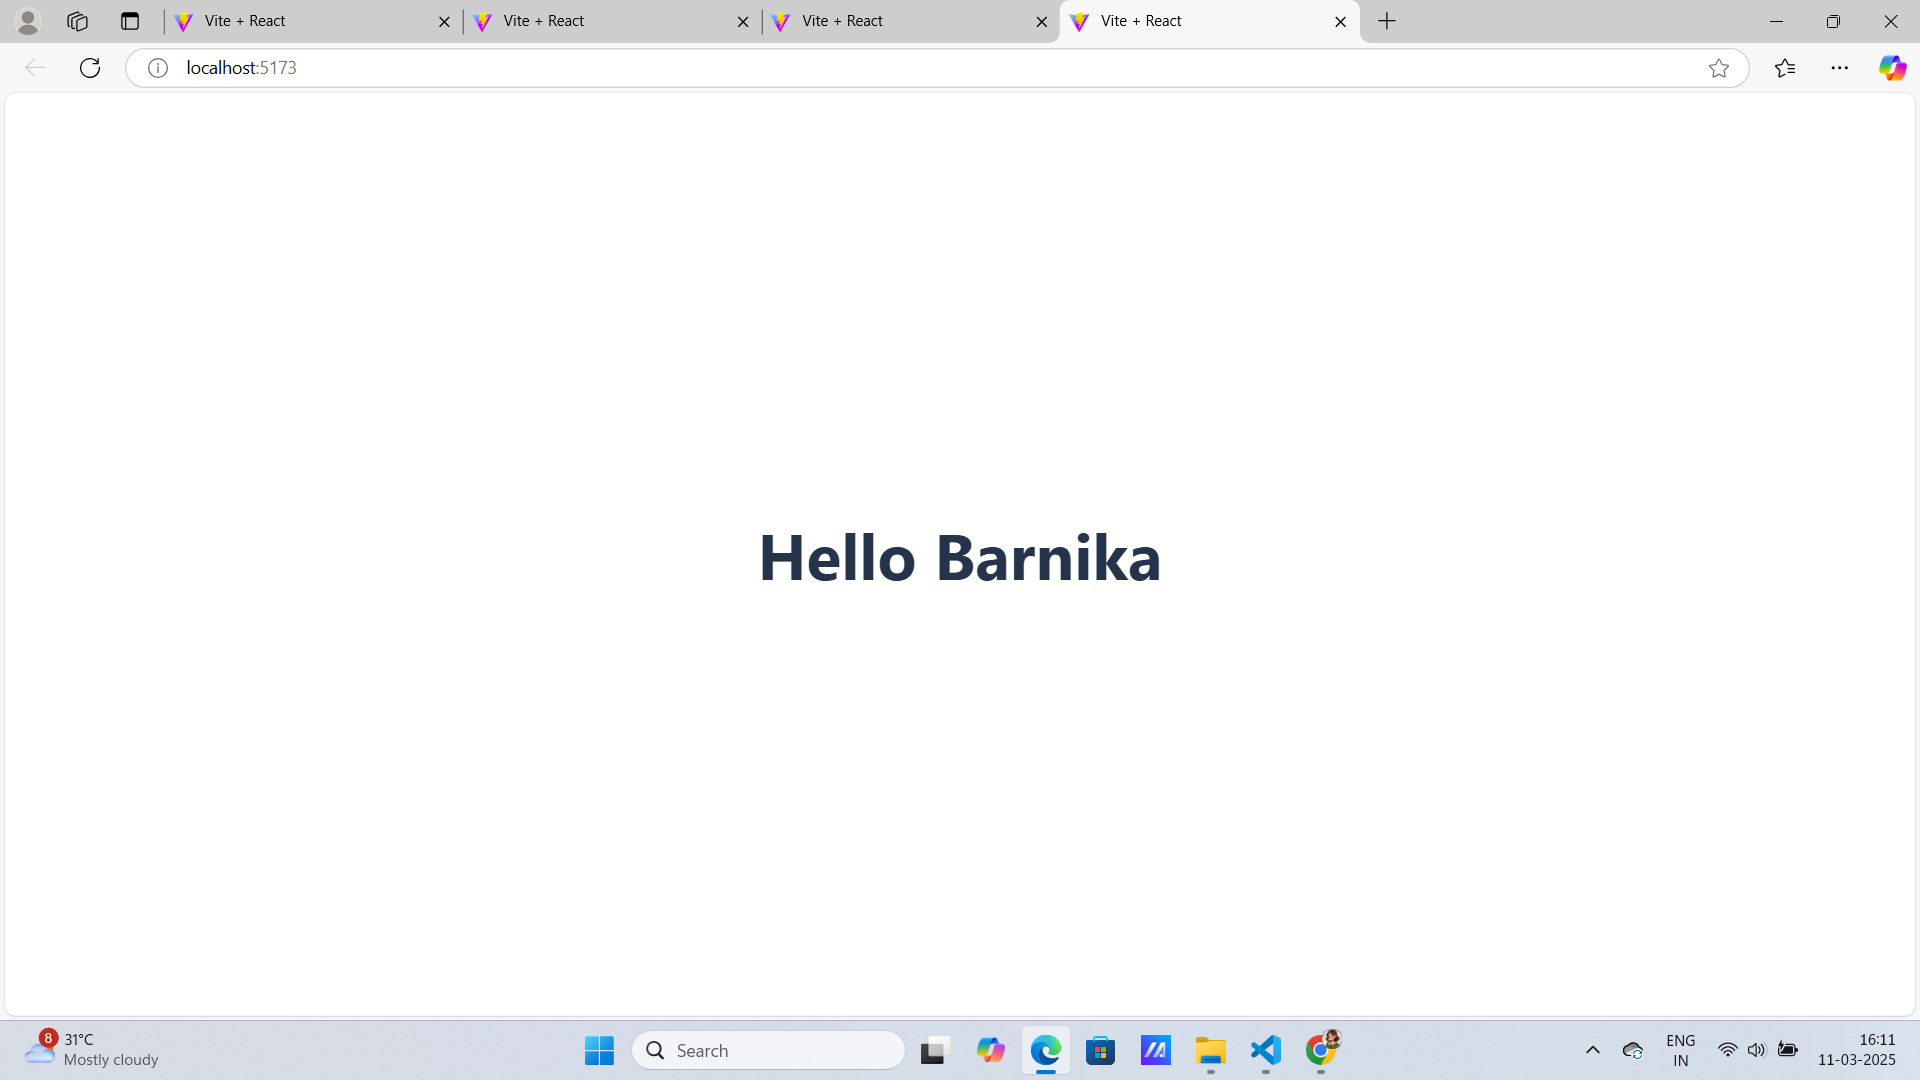 Vite + React
Vite + React
Vite + React
Vite + React
localhost:5173
Hello Barnika
8
31°C
Mostly cloudy
Search
ENG
IN
16:11
11-03-2025